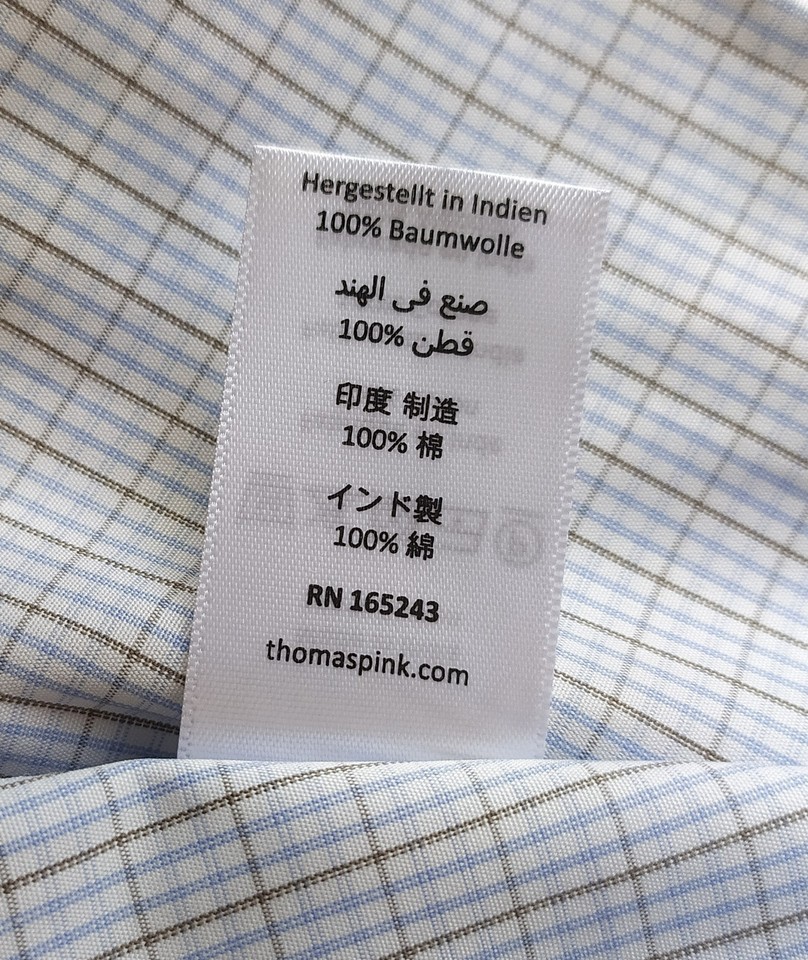 Hergestellt in Indien
100% Baumwolle
صنع فى الهند
100% قطن
印度 制造
100% 棉
インド製
100% 綿
RN 165243
thomaspink.com